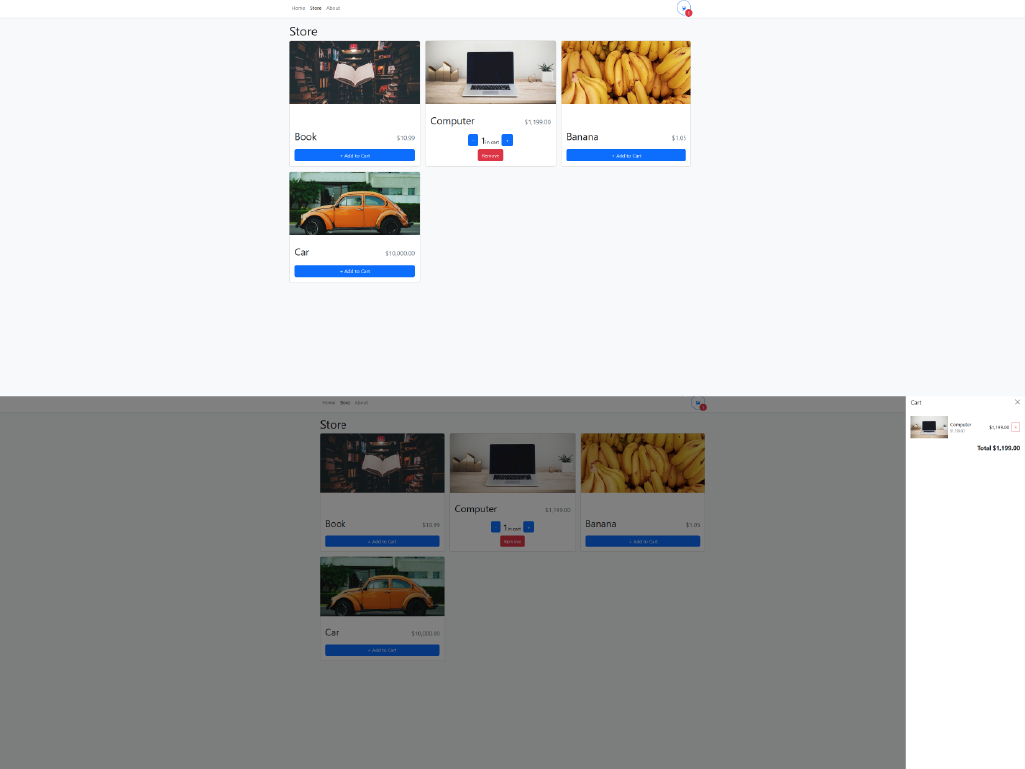 Home Store About
1
Store
Book $10.99
+ Add to Cart
Computer $1,199.00
- 1 in cart +
Remove
Banana $1.05
+ Add to Cart
Car $10,000.00
+ Add to Cart
Home Store About
1
Store
Book $10.99
+ Add to Cart
Computer $1,199.00
- 1 in cart +
Remove
Banana $1.05
+ Add to Cart
Car $10,000.00
+ Add to Cart
Cart
Computer $1,199.00
Total $1,199.00